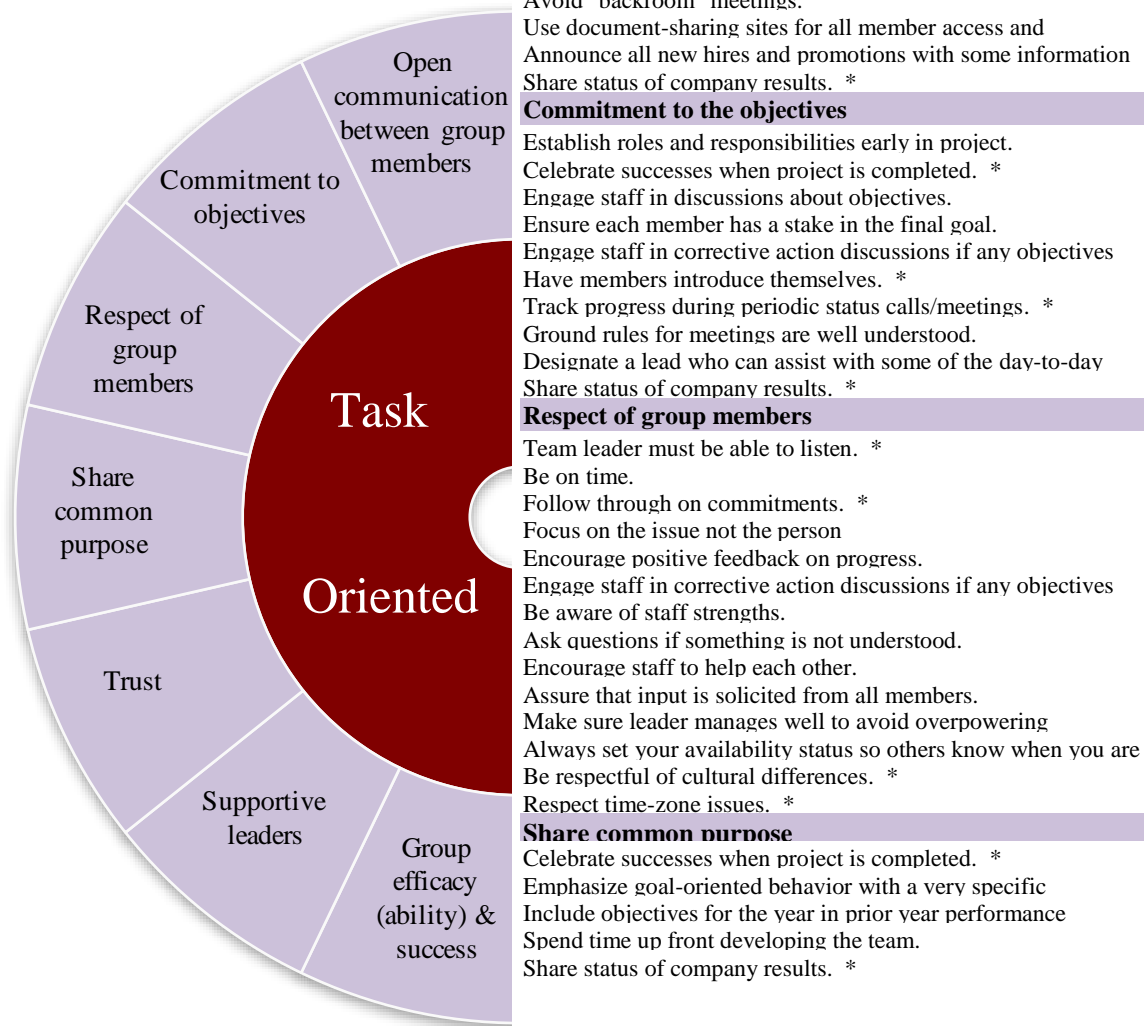 Open
communication
between group
members
Commitment to
objectives
Respect of
group
members
Share
common
purpose
Trust
Supportive
leaders
Group
efficacy
(ability) &
success
Task
Oriented
Avoid "backroom" meetings.
Use document-sharing sites for all member access and
Announce all new hires and promotions with some information
Share status of company results. *
Commitment to the objectives
Establish roles and responsibilities early in project.
Celebrate successes when project is completed. *
Engage staff in discussions about objectives.
Ensure each member has a stake in the final goal.
Engage staff in corrective action discussions if any objectives
Have members introduce themselves. *
Track progress during periodic status calls/meetings. *
Ground rules for meetings are well understood.
Designate a lead who can assist with some of the day-to-day
Share status of company results. *
Respect of group members
Team leader must be able to listen. *
Be on time.
Follow through on commitments. *
Focus on the issue not the person
Encourage positive feedback on progress.
Engage staff in corrective action discussions if any objectives
Be aware of staff strengths.
Ask questions if something is not understood.
Encourage staff to help each other.
Assure that input is solicited from all members.
Make sure leader manages well to avoid overpowering
Always set your availability status so others know when you are
Be respectful of cultural differences. *
Respect time-zone issues. *
Share common purpose
Celebrate successes when project is completed. *
Emphasize goal-oriented behavior with a very specific
Include objectives for the year in prior year performance
Spend time up front developing the team.
Share status of company results. *